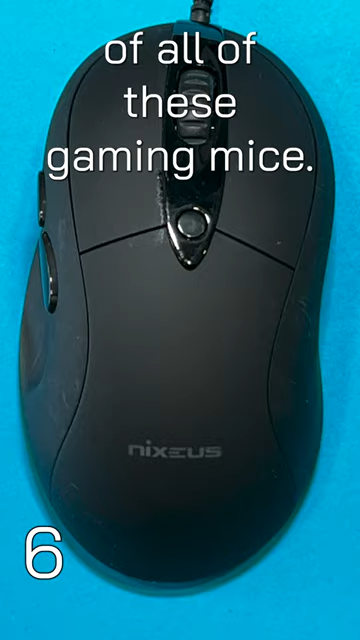 of all of
these
gaming mice.
nixeus
6